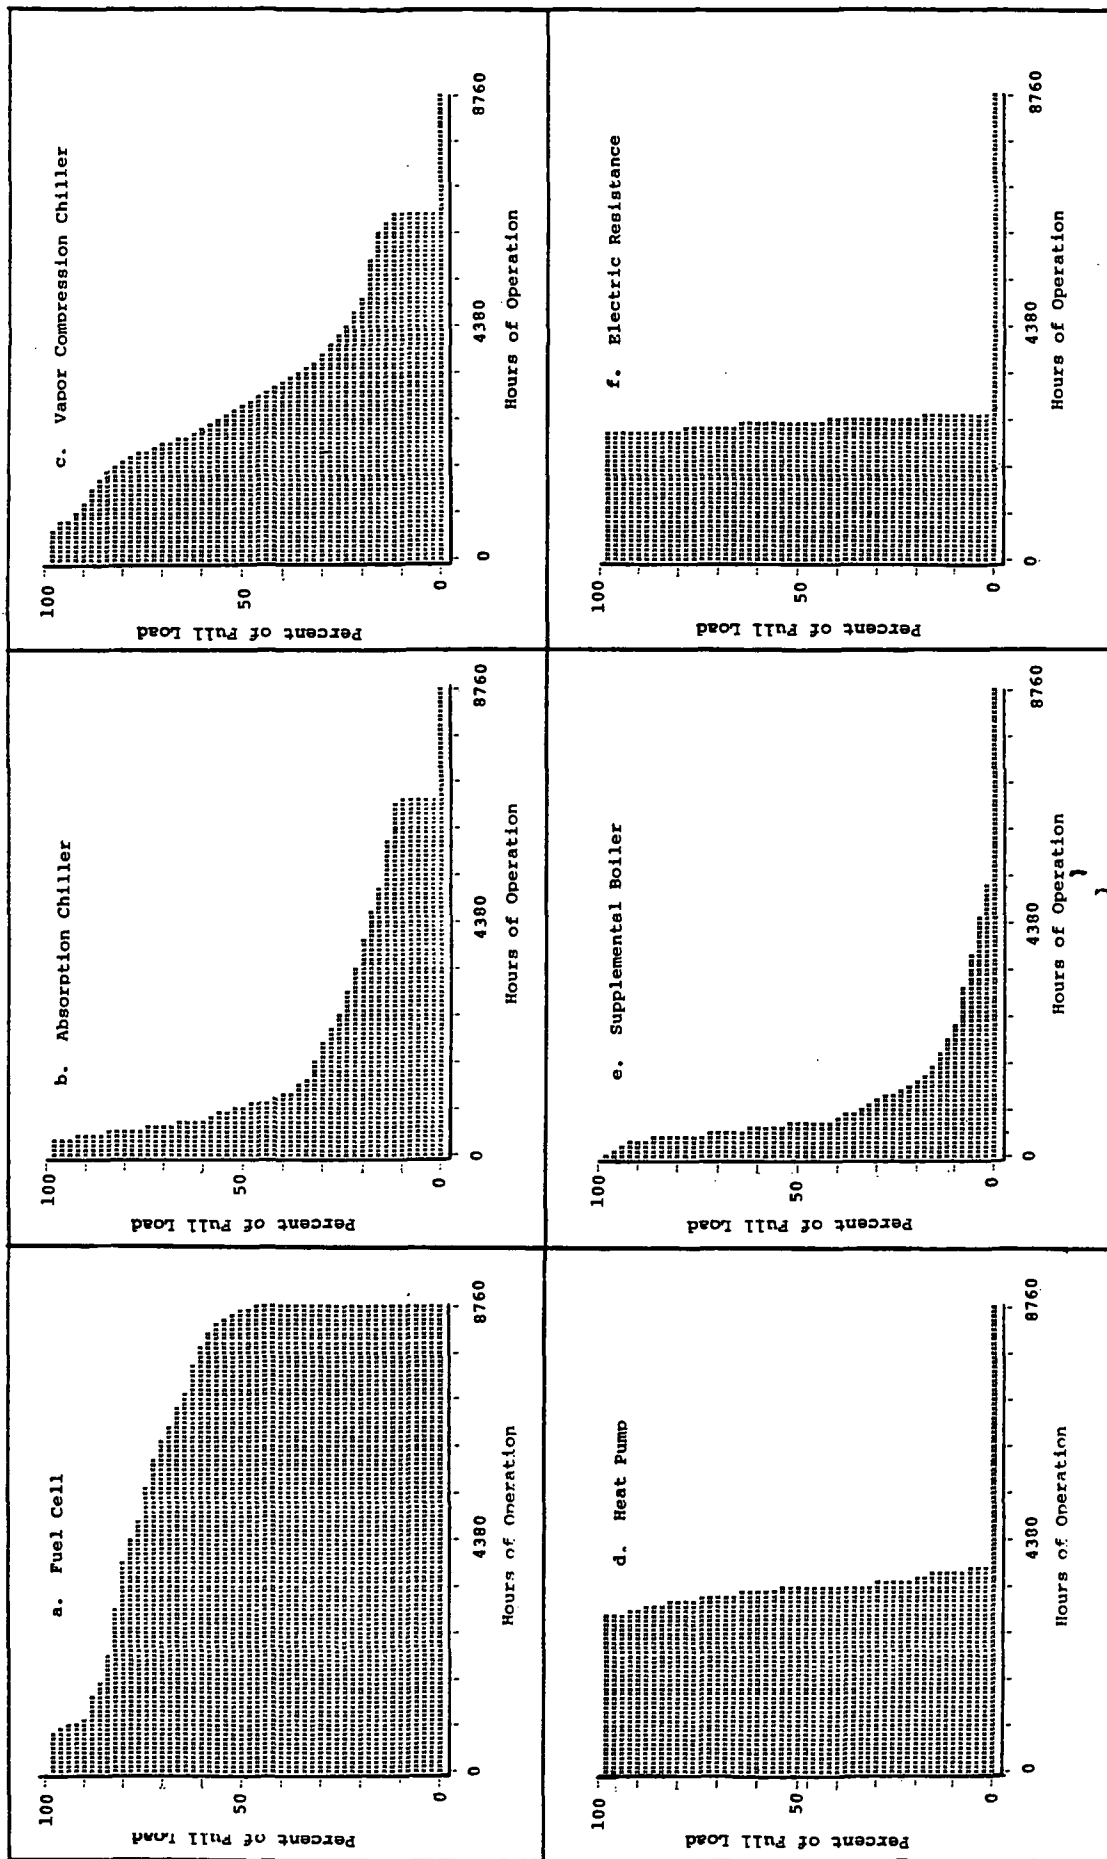 a. Fuel Cell
100
50
0
Percent of Full Load
0
4380
8760
Hours of Operation
b. Absorption Chiller
100
50
0
Percent of Full Load
0
4380
8760
Hours of Operation
c. Vapor Compression Chiller
100
50
0
Percent of Full Load
0
4380
8760
Hours of Operation
d. Heat Pump
100
50
0
Percent of Full Load
0
4380
8760
Hours of Operation
e. Supplemental Boiler
100
50
0
Percent of Full Load
0
4380
8760
Hours of Operation
f. Electric Resistance
100
50
0
Percent of Full Load
0
4380
8760
Hours of Operation